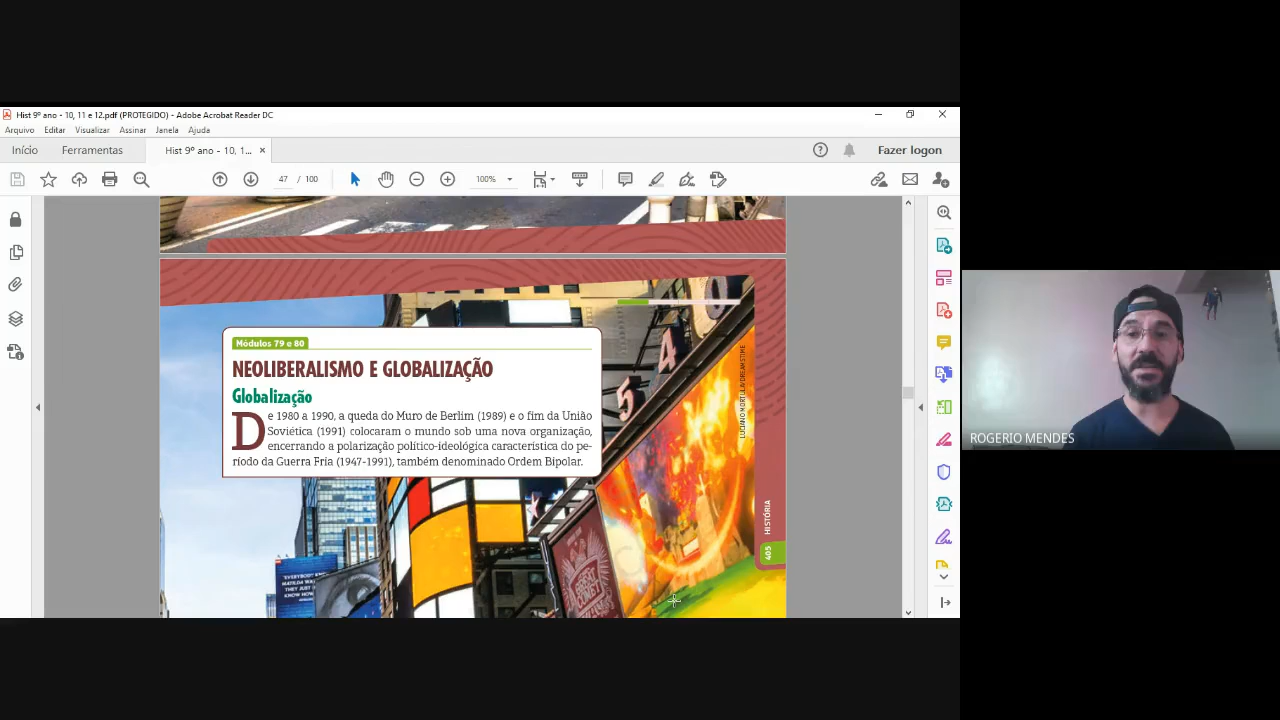 Hist 9º ano - 10, 11 e 12.pdf (PROTEGIDO) - Adobe Acrobat Reader DC
Arquivo Editar Visualizar Assinar Janela Ajuda
Início Ferramentas Hist 9º ano - 10, 1... × Fazer logon
47 / 100 100%
Módulos 79 e 80
NEOLIBERALISMO E GLOBALIZAÇÃO
Globalização
De 1980 a 1990, a queda do Muro de Berlim (1989) e o fim da União
Soviética (1991) colocaram o mundo sob uma nova organização,
encerrando a polarização político-ideológica característica do pe-
ríodo da Guerra Fria (1947-1991), também denominado Ordem Bipolar.
0
4
5
HISTÓRIA
405
ROGERIO MENDES